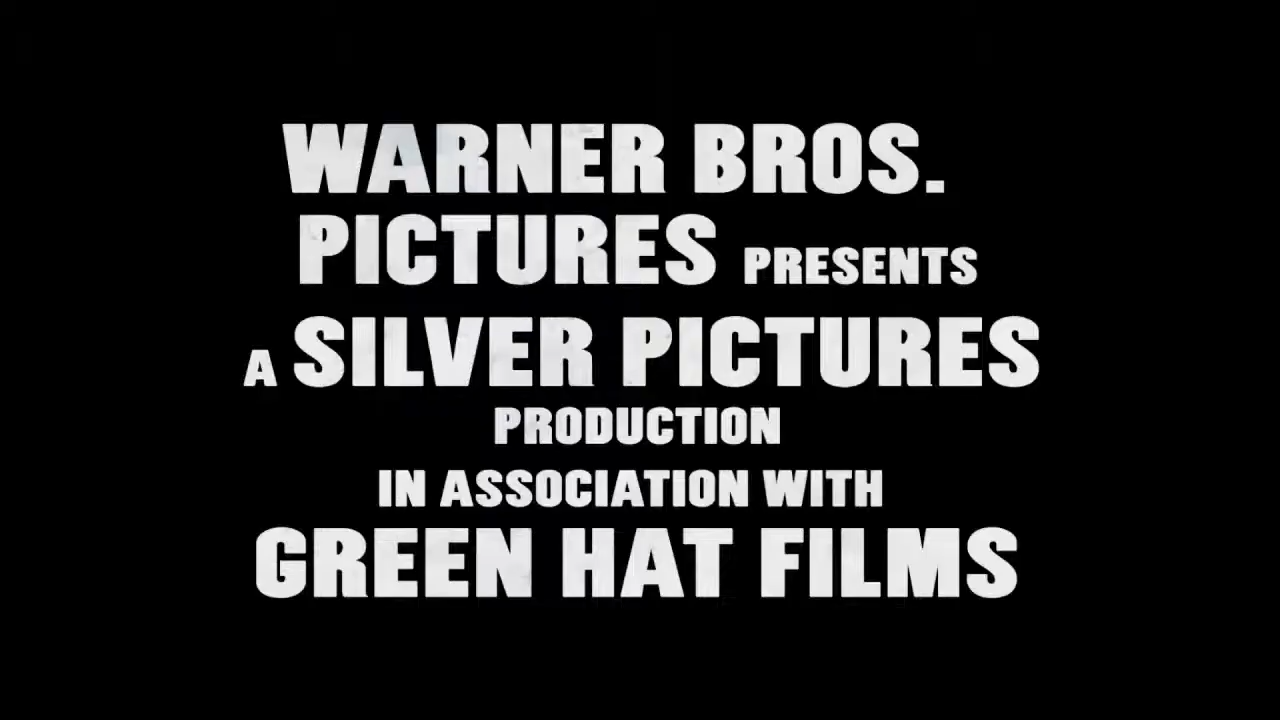 WARNER BROS.
PICTURES PRESENTS
A SILVER PICTURES
PRODUCTION
IN ASSOCIATION WITH
GREEN HAT FILMS